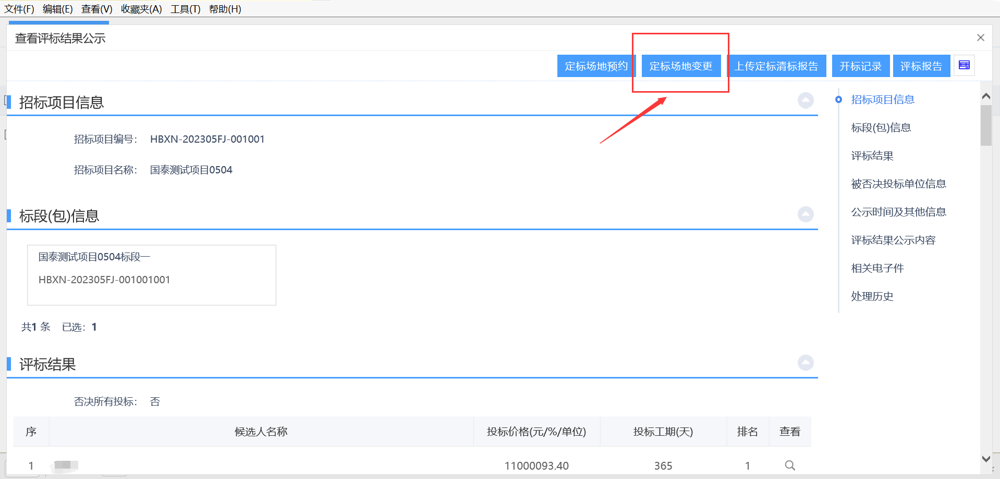 文件(F) 编辑(E) 查看(V) 收藏夹(A) 工具(T) 帮助(H)
查看评标结果公示
定标场地预约 定标场地变更 上传定标清标报告 开标记录 评标报告
招标项目信息
招标项目编号： HBXN-202305FJ-001001
招标项目名称： 国泰测试项目0504
标段(包)信息
国泰测试项目0504标段一
HBXN-202305FJ-001001001
共1 条 已选：1
评标结果
否决所有投标： 否
序 候选人名称 投标价格(元/%/单位) 投标工期(天) 排名 查看
1 11000093.40 365 1
招标项目信息
标段(包)信息
评标结果
被否决投标单位信息
公示时间及其他信息
评标结果公示内容
相关电子件
处理历史